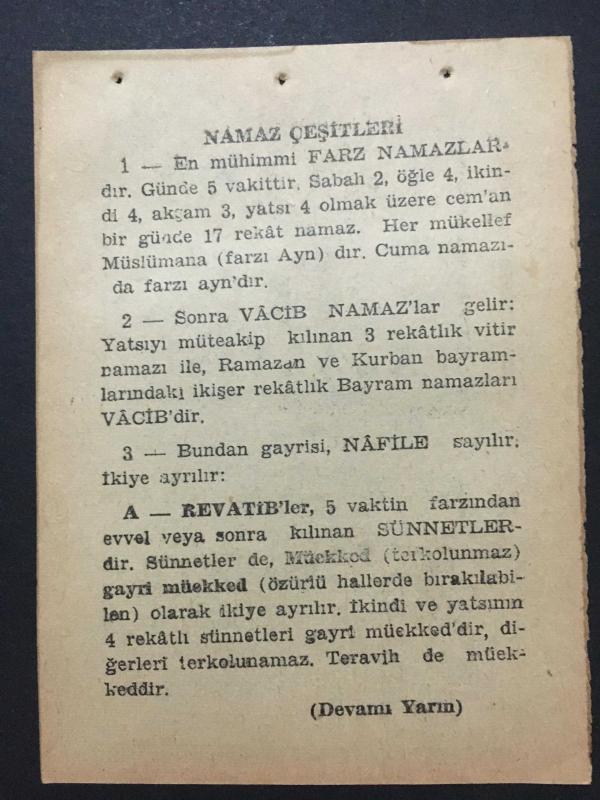 NAMAZ ÇEŞİTLERİ
1 — En mühimmi FARZ NAMAZLAR-
dır. Günde 5 vakittir. Sabah 2, öğle 4, ikin-
di 4, akşam 3, yatsı 4 olmak üzere cem'an
bir günde 17 rekât namaz. Her mükellef
Müslümana (farzı Ayn) dır. Cuma namazı-
da farzı ayn'dır.
2 — Sonra VÂCİB NAMAZ'lar gelir:
Yatsıyı müteakip kılınan 3 rekâtlık vitir
namazı ile, Ramazan ve Kurban bayram-
larındaki ikişer rekâtlık Bayram namazları
VÂCİB'dir.
3 — Bundan gayrisi, NÂFİLE sayılır.
İkiye ayrılır:
A — REVATİB'ler, 5 vaktin farzından
evvel veya sonra kılınan SÜNNETLER-
dir. Sünnetler de, Müekked (terkolunmaz)
gayri müekked (özürlü hallerde bırakılabi-
len) olarak ikiye ayrılır. İkindi ve yatsının
4 rekâtlı sünnetleri gayri müekked'dir, di-
ğerleri terkolunamaz. Teravih de müek-
keddir.
(Devamı Yarın)